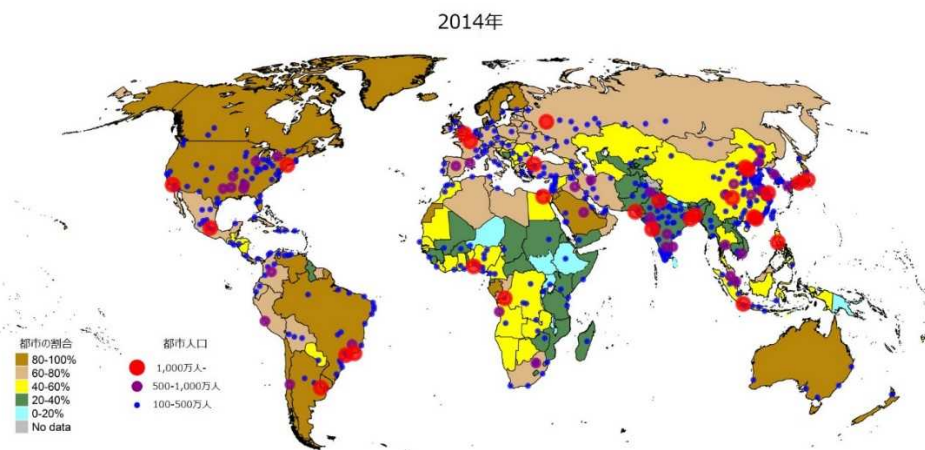 2014年
都市の割合
80-100%
60-80%
40-60%
20-40%
0-20%
No data
都市人口
1,000万人-
500-1,000万人
100-500万人